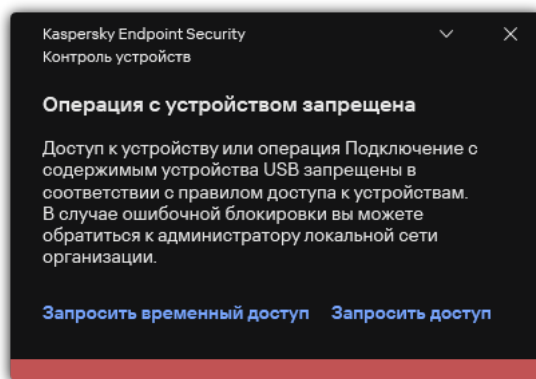 Kaspersky Endpoint Security
Контроль устройств
Операция с устройством запрещена
Доступ к устройству или операция Подключение с
содержимым устройства USB запрещены в
соответствии с правилом доступа к устройствам.
В случае ошибочной блокировки вы можете
обратиться к администратору локальной сети
организации.
Запросить временный доступ Запросить доступ